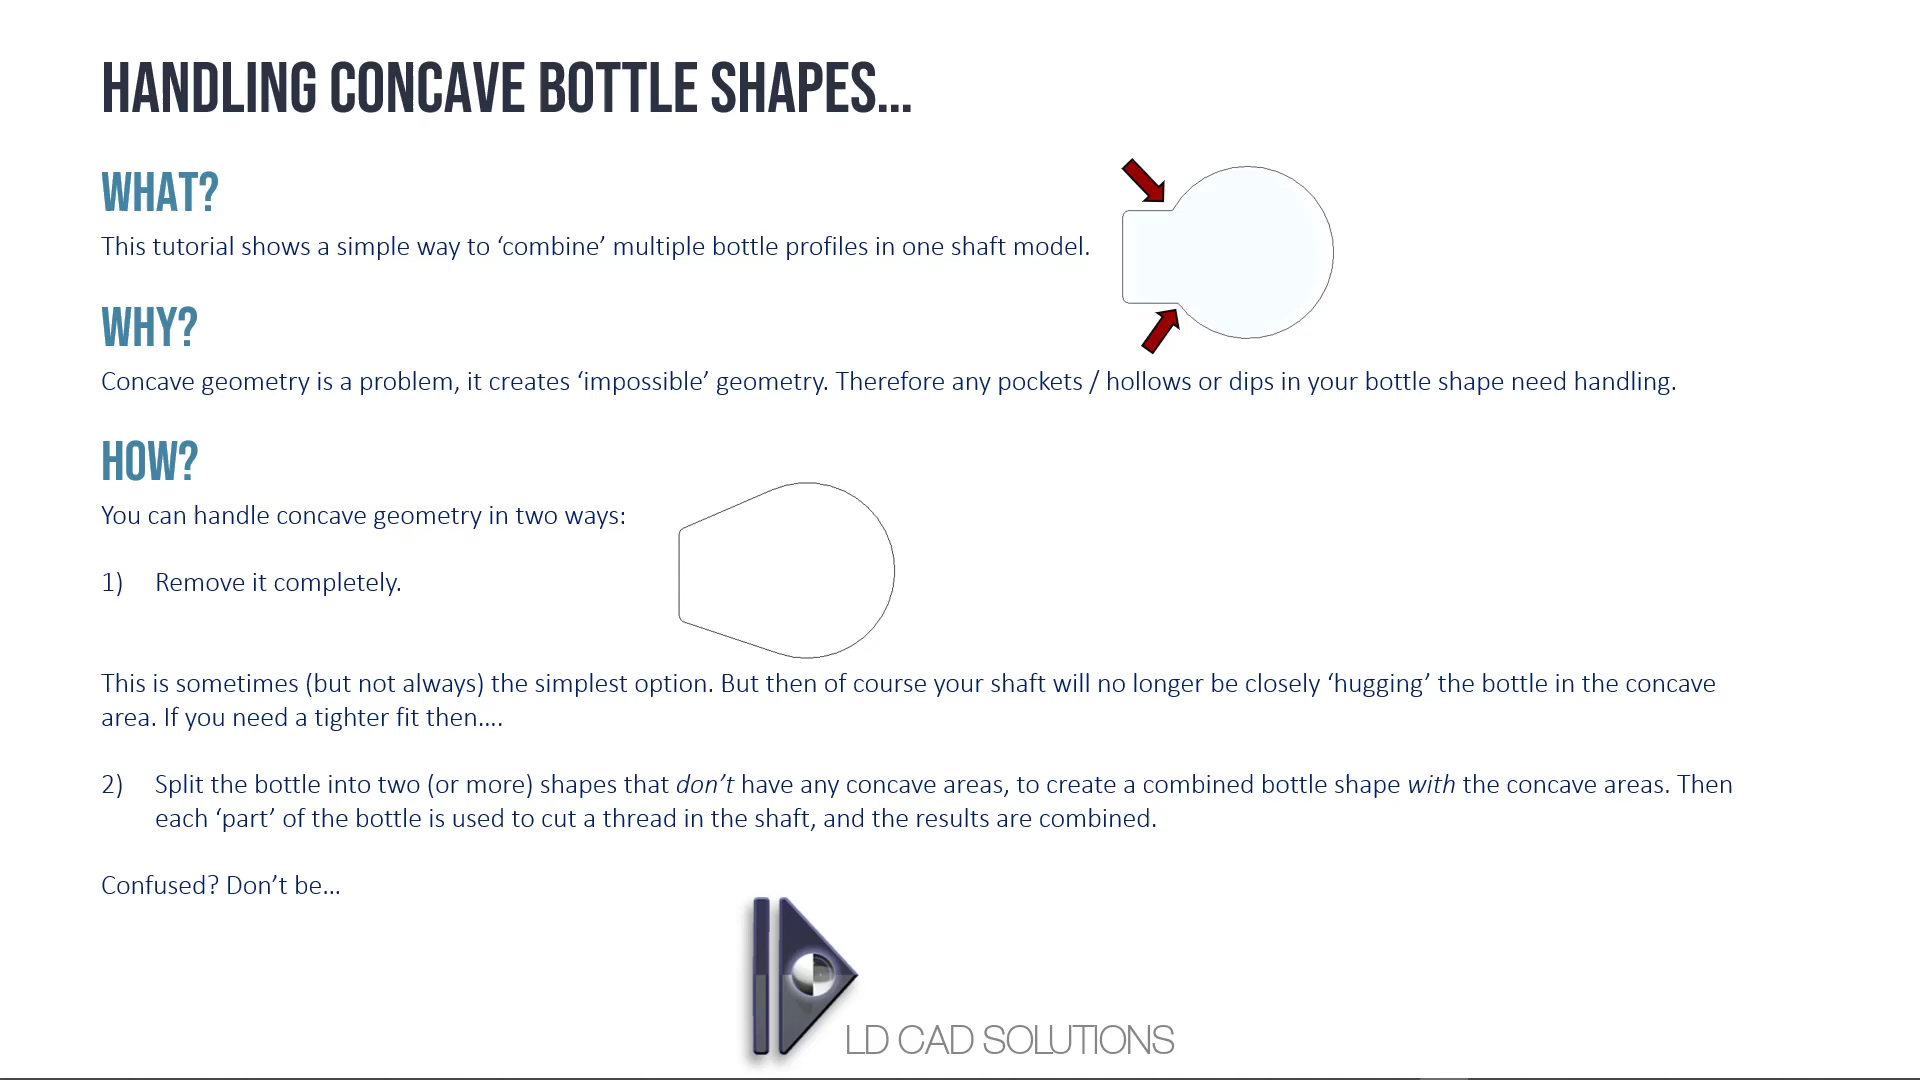 HANDLING CONCAVE BOTTLE SHAPES...
WHAT?
This tutorial shows a simple way to ‘combine’ multiple bottle profiles in one shaft model.
WHY?
Concave geometry is a problem, it creates ‘impossible’ geometry. Therefore any pockets / hollows or dips in your bottle shape need handling.
HOW?
You can handle concave geometry in two ways:
1) Remove it completely.
This is sometimes (but not always) the simplest option. But then of course your shaft will no longer be closely ‘hugging’ the bottle in the concave
area. If you need a tighter fit then....
2) Split the bottle into two (or more) shapes that don’t have any concave areas, to create a combined bottle shape with the concave areas. Then
each ‘part’ of the bottle is used to cut a thread in the shaft, and the results are combined.
Confused? Don’t be...
LD CAD SOLUTIONS